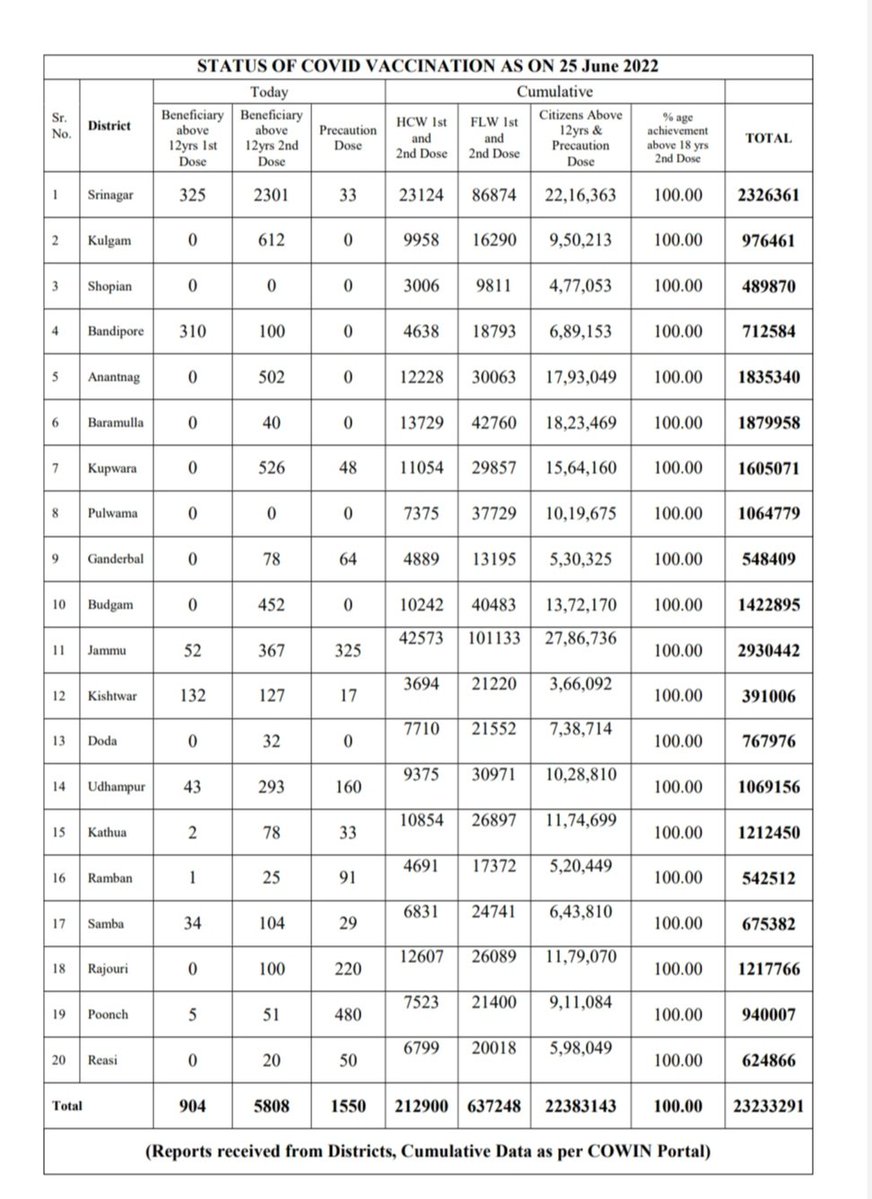 STATUS OF COVID VACCINATION AS ON 25 June 2022
Sr. No. District Today Cumulative
Beneficiary above 12yrs 1st Dose Beneficiary above 12yrs 2nd Dose Precaution Dose HCW 1st and 2nd Dose FLW 1st and 2nd Dose Citizens Above 12yrs & Precaution Dose % age achievement above 18 yrs 2nd Dose TOTAL
1 Srinagar 325 2301 33 23124 86874 22,16,363 100.00 2326361
2 Kulgam 0 612 0 9958 16290 9,50,213 100.00 976461
3 Shopian 0 0 0 3006 9811 4,77,053 100.00 489870
4 Bandipore 310 100 0 4638 18793 6,89,153 100.00 712584
5 Anantnag 0 502 0 12228 30063 17,93,049 100.00 1835340
6 Baramulla 0 40 0 13729 42760 18,23,469 100.00 1879958
7 Kupwara 0 526 48 11054 29857 15,64,160 100.00 1605071
8 Pulwama 0 0 0 7375 37729 10,19,675 100.00 1064779
9 Ganderbal 0 78 64 4889 13195 5,30,325 100.00 548409
10 Budgam 0 452 0 10242 40483 13,72,170 100.00 1422895
11 Jammu 52 367 325 42573 101133 27,86,736 100.00 2930442
12 Kishtwar 132 127 17 3694 21220 3,66,092 100.00 391006
13 Doda 0 32 0 7710 21552 7,38,714 100.00 767976
14 Udhampur 43 293 160 9375 30971 10,28,810 100.00 1069156
15 Kathua 2 78 33 10854 26897 11,74,699 100.00 1212450
16 Ramban 1 25 91 4691 17372 5,20,449 100.00 542512
17 Samba 34 104 29 6831 24741 6,43,810 100.00 675382
18 Rajouri 0 100 220 12607 26089 11,79,070 100.00 1217766
19 Poonch 5 51 480 7523 21400 9,11,084 100.00 940007
20 Reasi 0 20 50 6799 20018 5,98,049 100.00 624866
Total 904 5808 1550 212900 637248 22383143 100.00 23233291
(Reports received from Districts, Cumulative Data as per COWIN Portal)